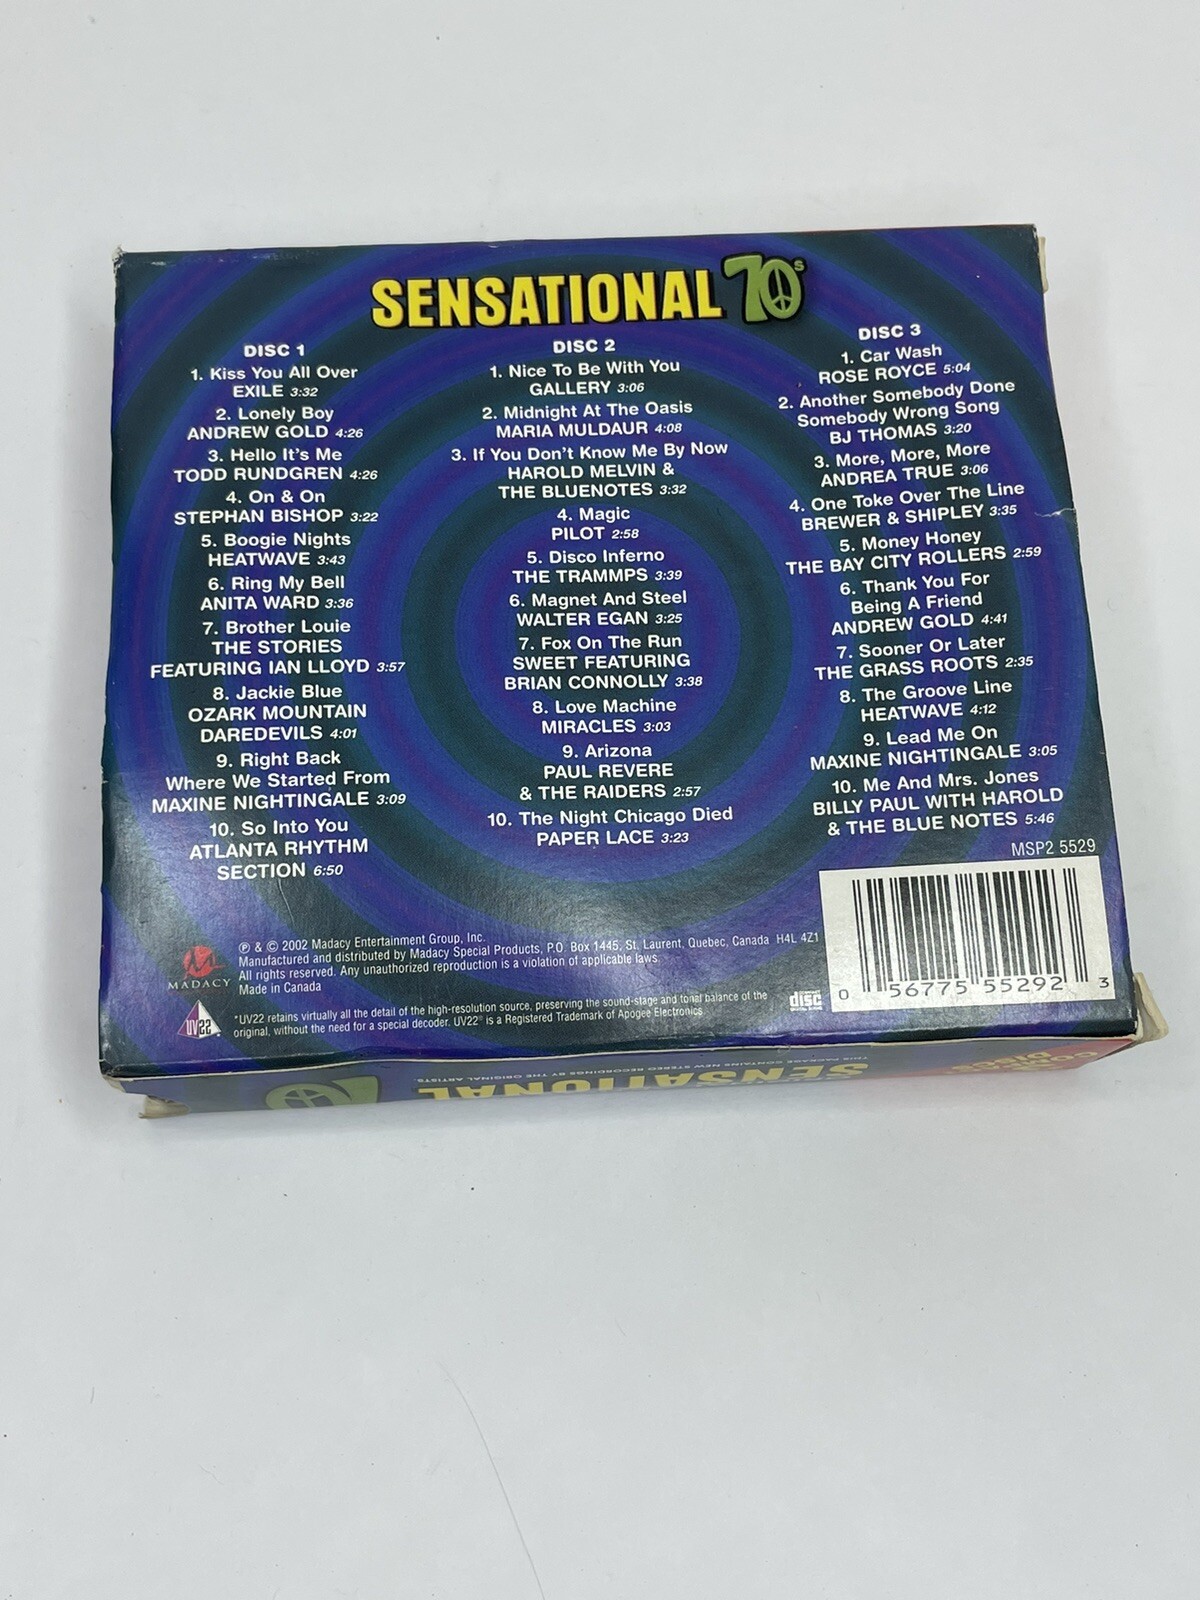 SENSATIONAL 70s
DISC 1
1. Kiss You All Over
EXILE 3:32
2. Lonely Boy
ANDREW GOLD 4:26
3. Hello It's Me
TODD RUNDGREN 4:26
4. On & On
STEPHAN BISHOP 3:22
5. Boogie Nights
HEATWAVE 3:43
6. Ring My Bell
ANITA WARD 3:36
7. Brother Louie
THE STORIES
FEATURING IAN LLOYD 3:57
8. Jackie Blue
OZARK MOUNTAIN
DAREDEVILS 4:01
9. Right Back
Where We Started From
MAXINE NIGHTINGALE 3:09
10. So Into You
ATLANTA RHYTHM
SECTION 6:50
DISC 2
1. Nice To Be With You
GALLERY 3:06
2. Midnight At The Oasis
MARIA MULDAUR 4:08
3. If You Don't Know Me By Now
HAROLD MELVIN &
THE BLUENOTES 3:32
4. Magic
PILOT 2:58
5. Disco Inferno
THE TRAMMPS 3:39
6. Magnet And Steel
WALTER EGAN 3:25
7. Fox On The Run
SWEET FEATURING
BRIAN CONNOLLY 3:38
8. Love Machine
MIRACLES 3:03
9. Arizona
PAUL REVERE
& THE RAIDERS 2:57
10. The Night Chicago Died
PAPER LACE 3:23
DISC 3
1. Car Wash
ROSE ROYCE 5:04
2. Another Somebody Done
Somebody Wrong Song
BJ THOMAS 3:20
3. More, More, More
ANDREA TRUE 3:06
4. One Toke Over The Line
BREWER & SHIPLEY 3:35
5. Money Honey
THE BAY CITY ROLLERS 2:59
6. Thank You For
Being A Friend
ANDREW GOLD 4:41
7. Sooner Or Later
THE GRASS ROOTS 2:35
8. The Groove Line
HEATWAVE 4:12
9. Lead Me On
MAXINE NIGHTINGALE 3:05
10. Me And Mrs. Jones
BILLY PAUL WITH HAROLD
& THE BLUE NOTES 5:46
MSP2 5529
0 56775 55292 3
MADACY
℗ & © 2002 Madacy Entertainment Group, Inc.
Manufactured and distributed by Madacy Special Products, P.O. Box 1445, St. Laurent, Quebec, Canada H4L 4Z1
All rights reserved. Any unauthorized reproduction is a violation of applicable laws.
Made in Canada
UV22
*UV22 retains virtually all the detail of the high-resolution source, preserving the sound-stage and tonal balance of the
original, without the need for a special decoder. UV22® is a Registered Trademark of Apogee Electronics
disc
SENSATIONAL 7
THIS PACKAGE CONTAINS NEW STEREO RECORDINGS BY THE ORIGINAL ARTISTS.